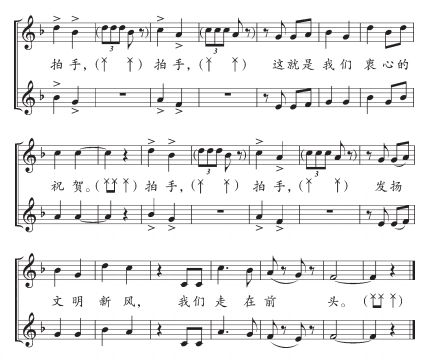 拍手，(× ×) 拍手，(× ×) 这就是我们衷心的
祝贺。(×× ×) 拍手，(× ×) 拍手，(× ×) 发扬
文明新风， 我们走在前 头。(×× ×)